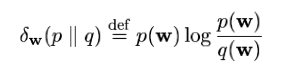 δ_w(p ∥ q) ≝ p(w) log p(w)/q(w)